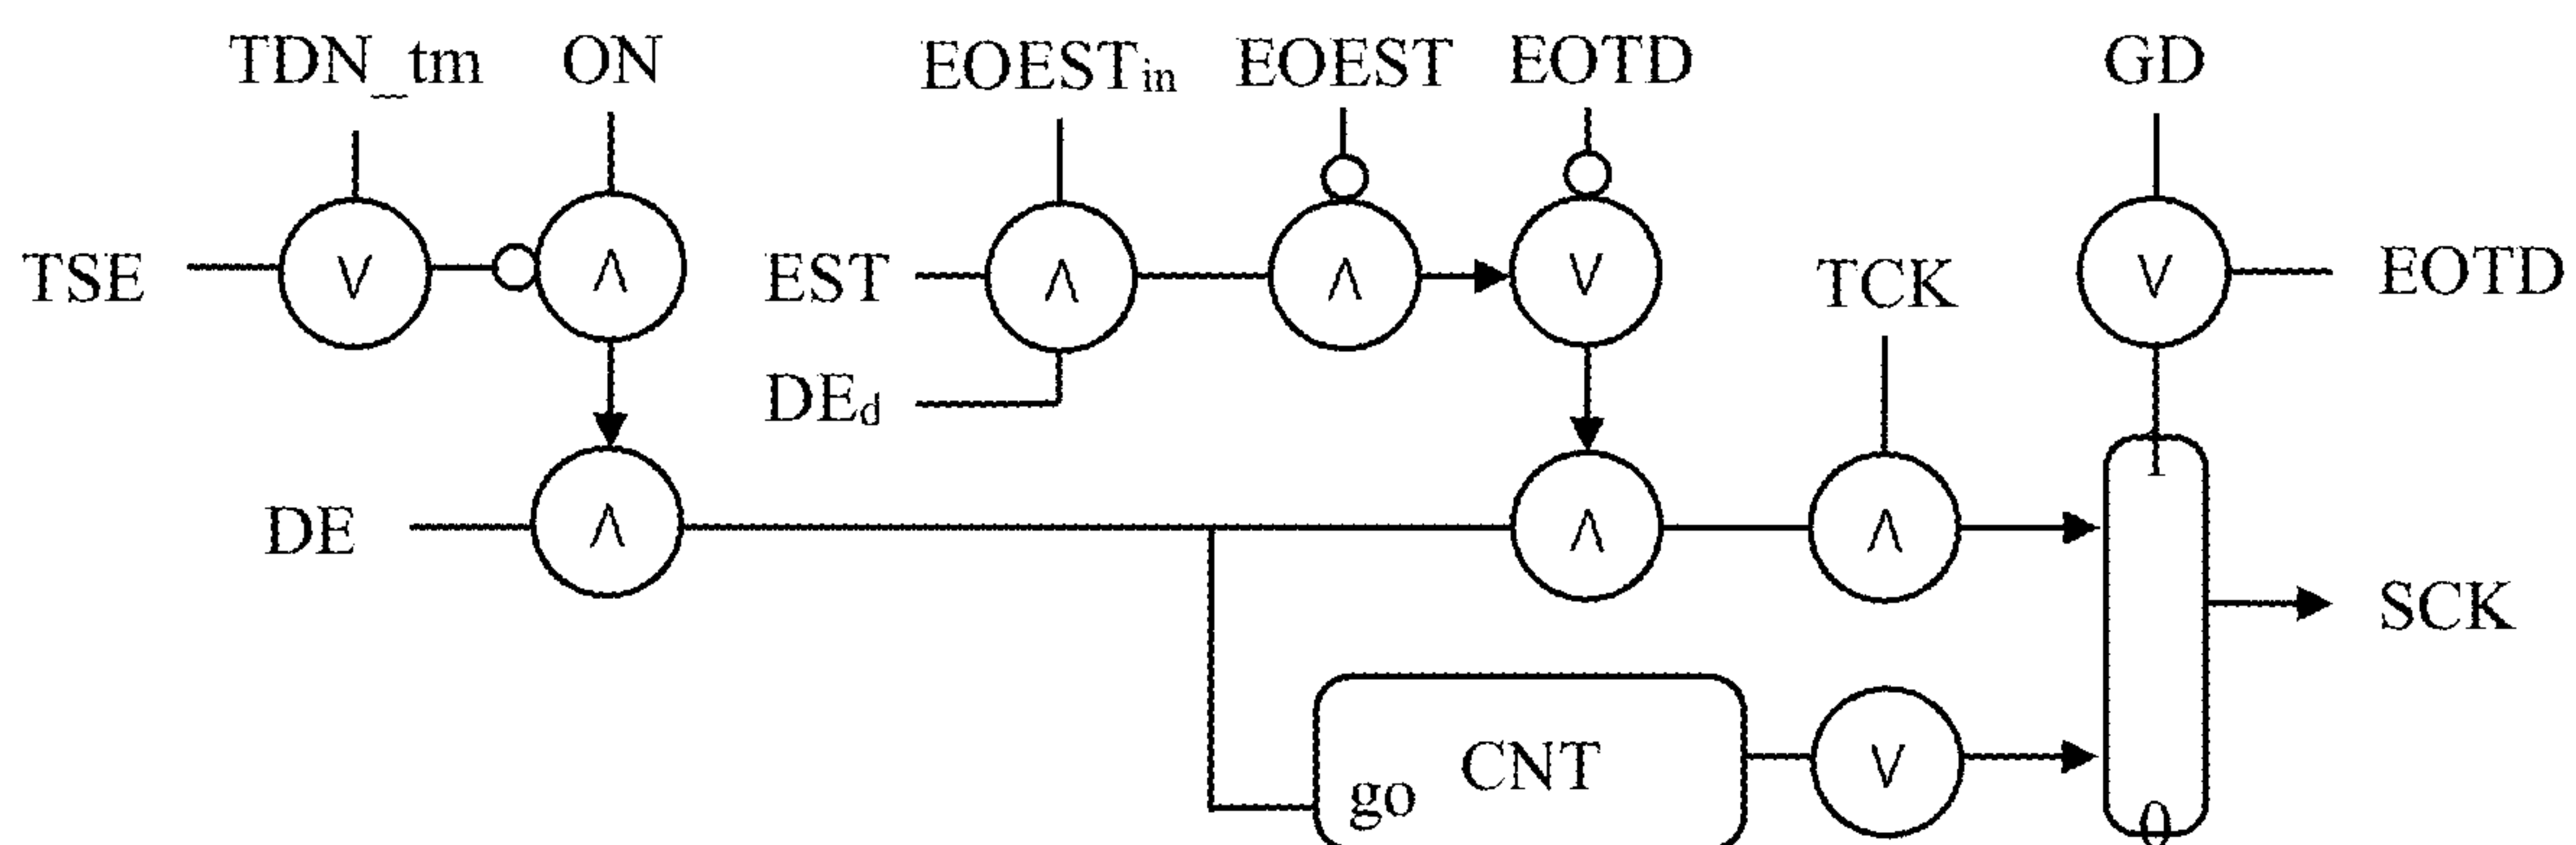 TDN_tm ON EOESTin EOEST EOTD GD
TSE ∨ ∧ EST ∧ ∧ ∨ TCK ∨ EOTD
DEd
1
DE ∧ ∧ ∧
SCK
CNT ∨
go
0